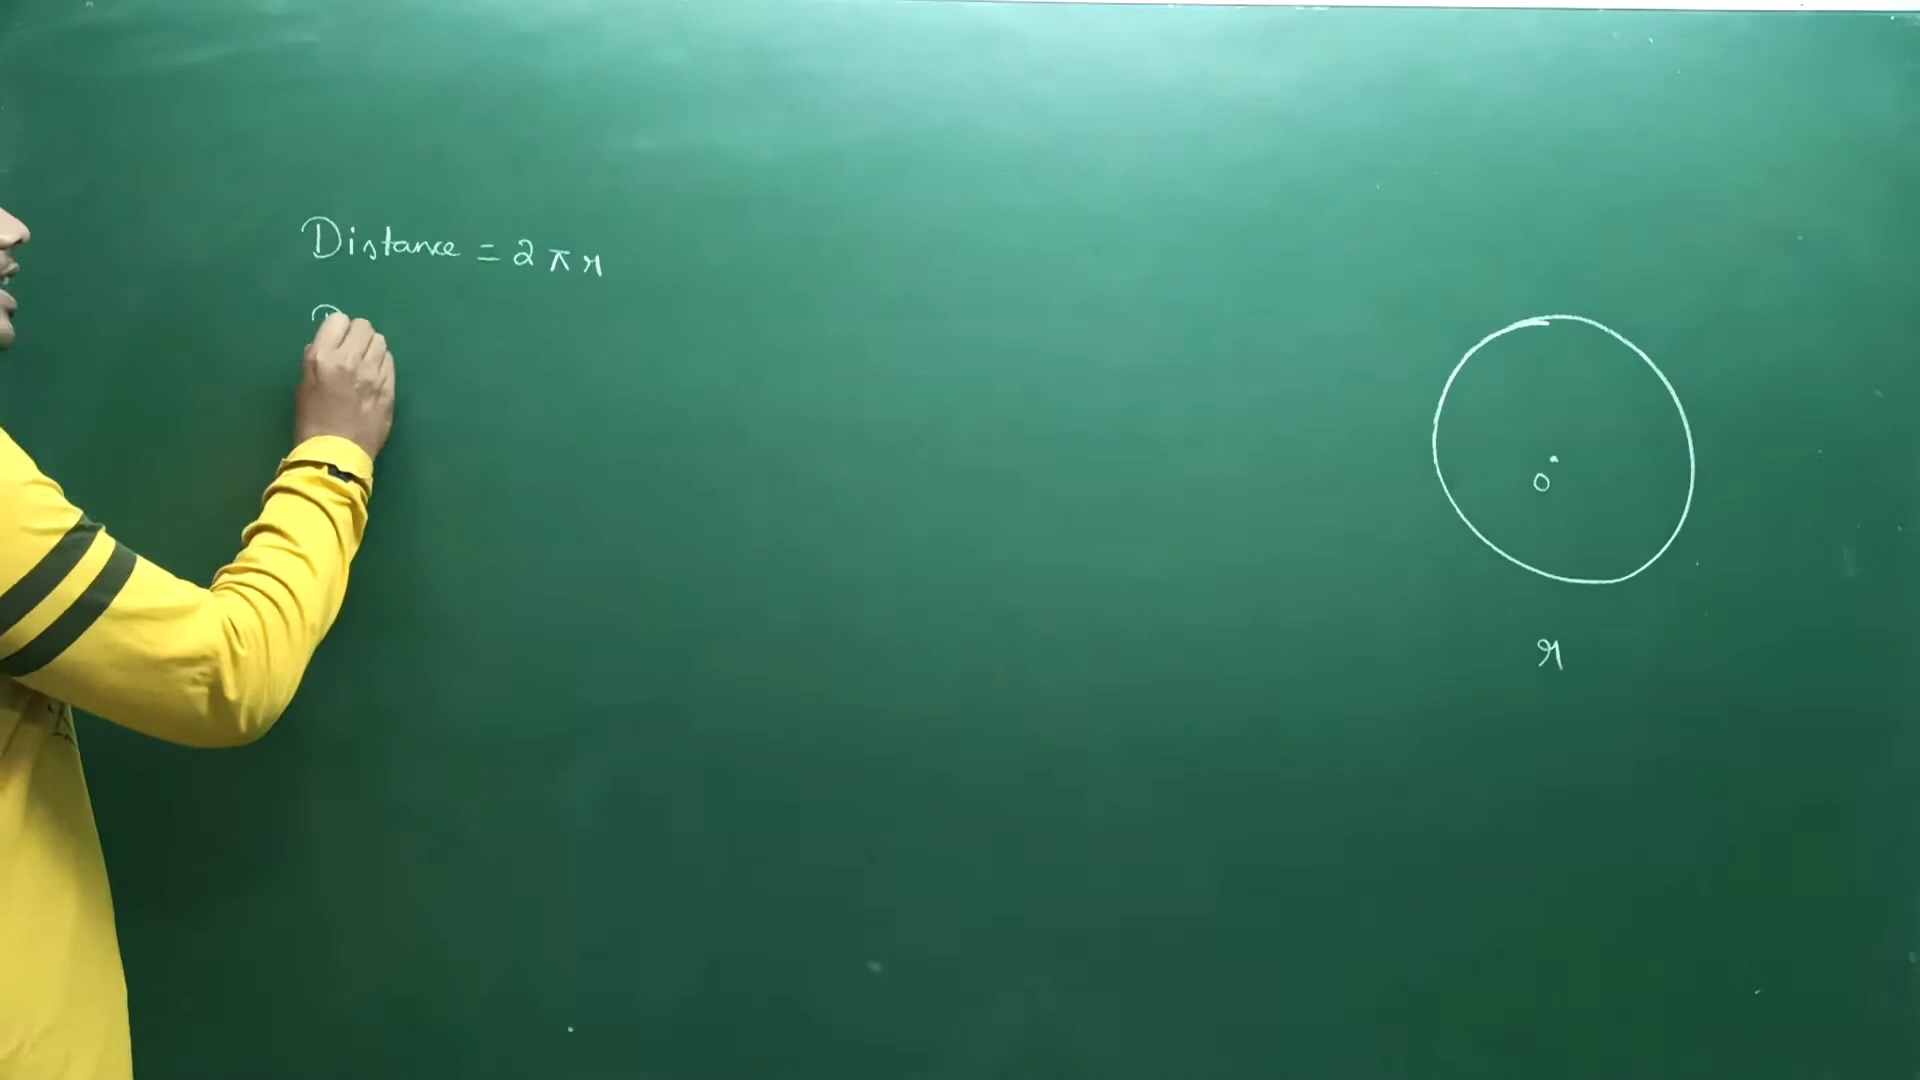 Distance = 2πr
D
O
r